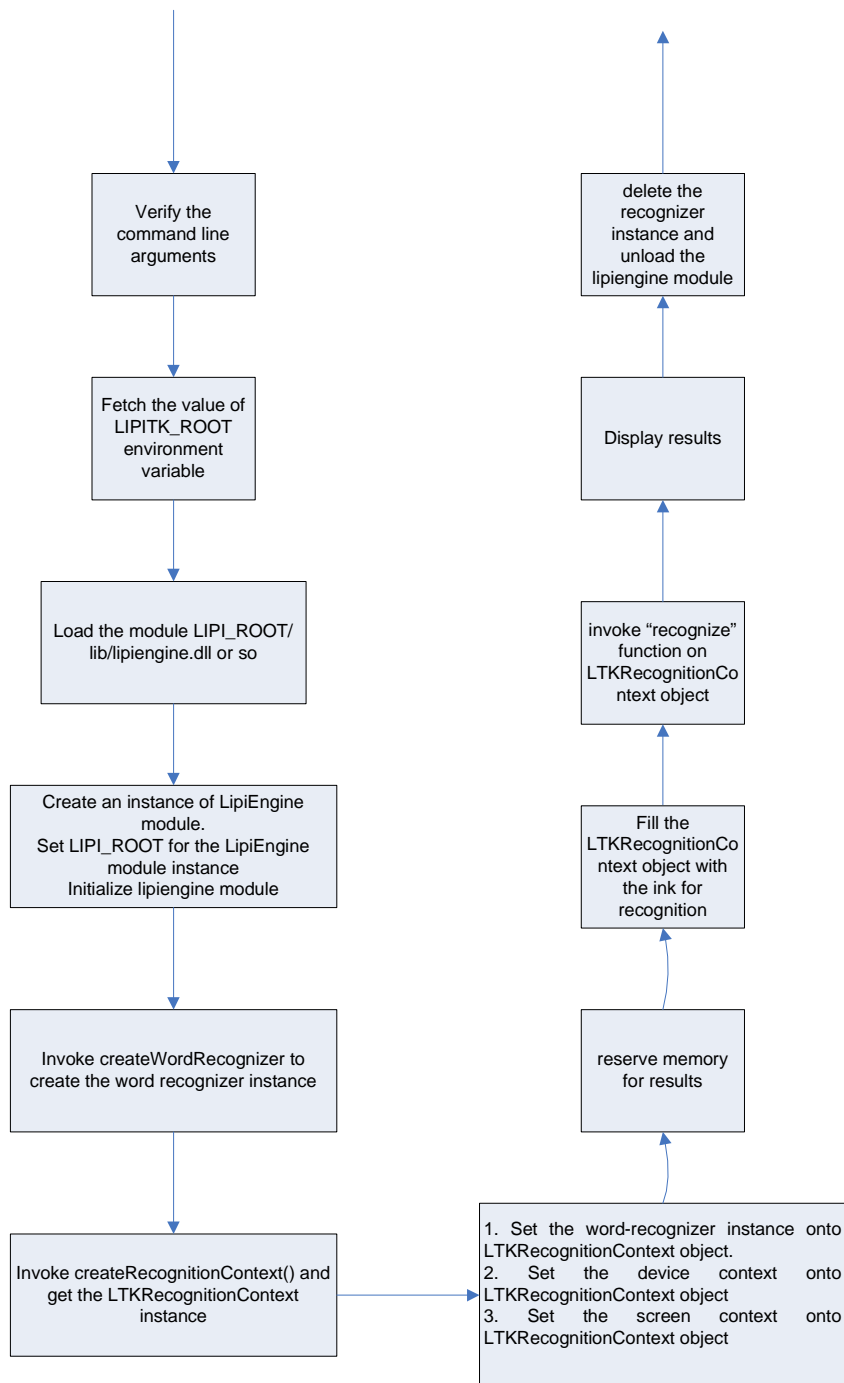 Verify the
command line
arguments
Fetch the value of
LIPITK_ROOT
environment
variable
Load the module LIPI_ROOT/
lib/lipiengine.dll or so
Create an instance of LipiEngine
module.
Set LIPI_ROOT for the LipiEngine
module instance
Initialize lipiengine module
Invoke createWordRecognizer to
create the word recognizer instance
Invoke createRecognitionContext() and
get the LTKRecognitionContext
instance
1. Set the word-recognizer instance onto
LTKRecognitionContext object.
2. Set the device context onto
LTKRecognitionContext object
3. Set the screen context onto
LTKRecognitionContext object
reserve memory
for results
Fill the
LTKRecognitionCo
ntext object with
the ink for
recognition
invoke “recognize”
function on
LTKRecognitionCo
ntext object
Display results
delete the
recognizer
instance and
unload the
lipiengine module